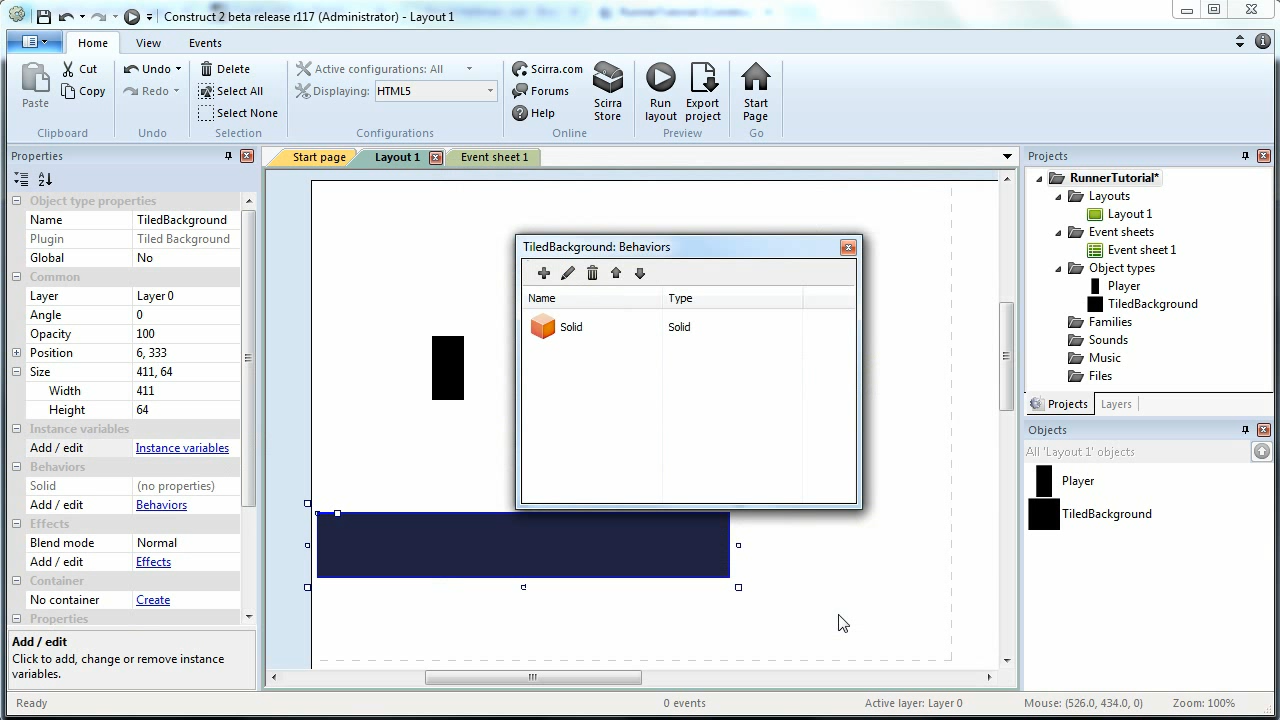 Construct 2 beta release r117 (Administrator) - Layout 1
Home View Events
Paste Cut Copy
Clipboard
Undo Redo
Undo
Delete
Select All
Select None
Selection
Active configurations: All
Displaying: HTML5
Configurations
Scirra.com
Forums
Help
Scirra Store
Online
Run layout Export project
Preview
Start Page
Go
Properties
Object type properties
Name TiledBackground
Plugin Tiled Background
Global No
Common
Layer Layer 0
Angle 0
Opacity 100
Position 6, 333
Size 411, 64
Width 411
Height 64
Instance variables
Add / edit Instance variables
Behaviors
Solid (no properties)
Add / edit Behaviors
Effects
Blend mode Normal
Add / edit Effects
Container
No container Create
Properties
Add / edit
Click to add, change or remove instance
variables.
Start page Layout 1 Event sheet 1
TiledBackground: Behaviors
Name Type
Solid Solid
Projects
RunnerTutorial*
Layouts
Layout 1
Event sheets
Event sheet 1
Object types
Player
TiledBackground
Families
Sounds
Music
Files
Projects Layers
Objects
All 'Layout 1' objects
Player
TiledBackground
Ready 0 events Active layer: Layer 0 Mouse: (526.0, 434.0, 0) Zoom: 100%